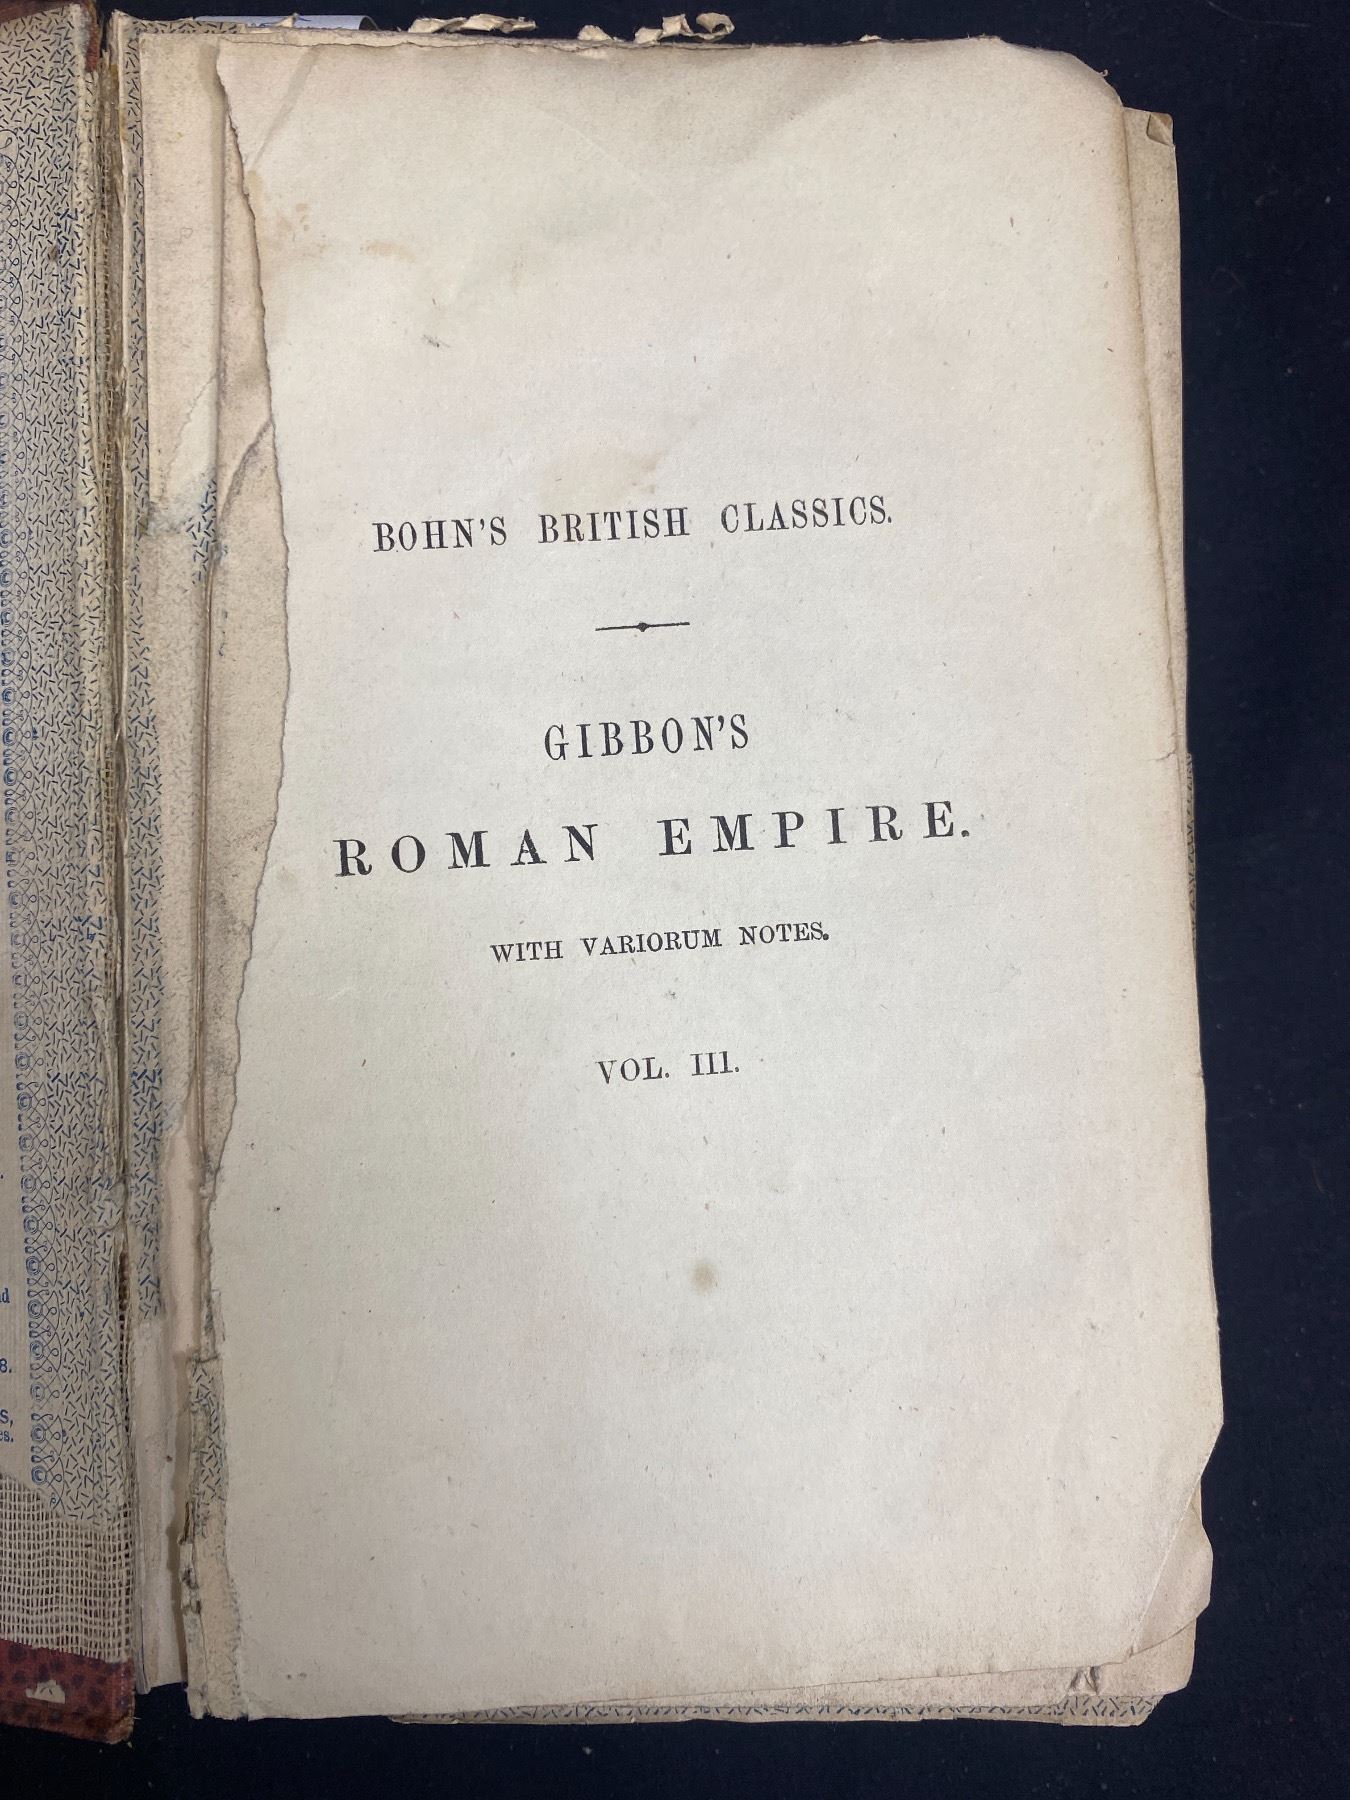 BOHN'S BRITISH CLASSICS.
GIBBON'S
ROMAN EMPIRE.
WITH VARIORUM NOTES.
VOL. III.